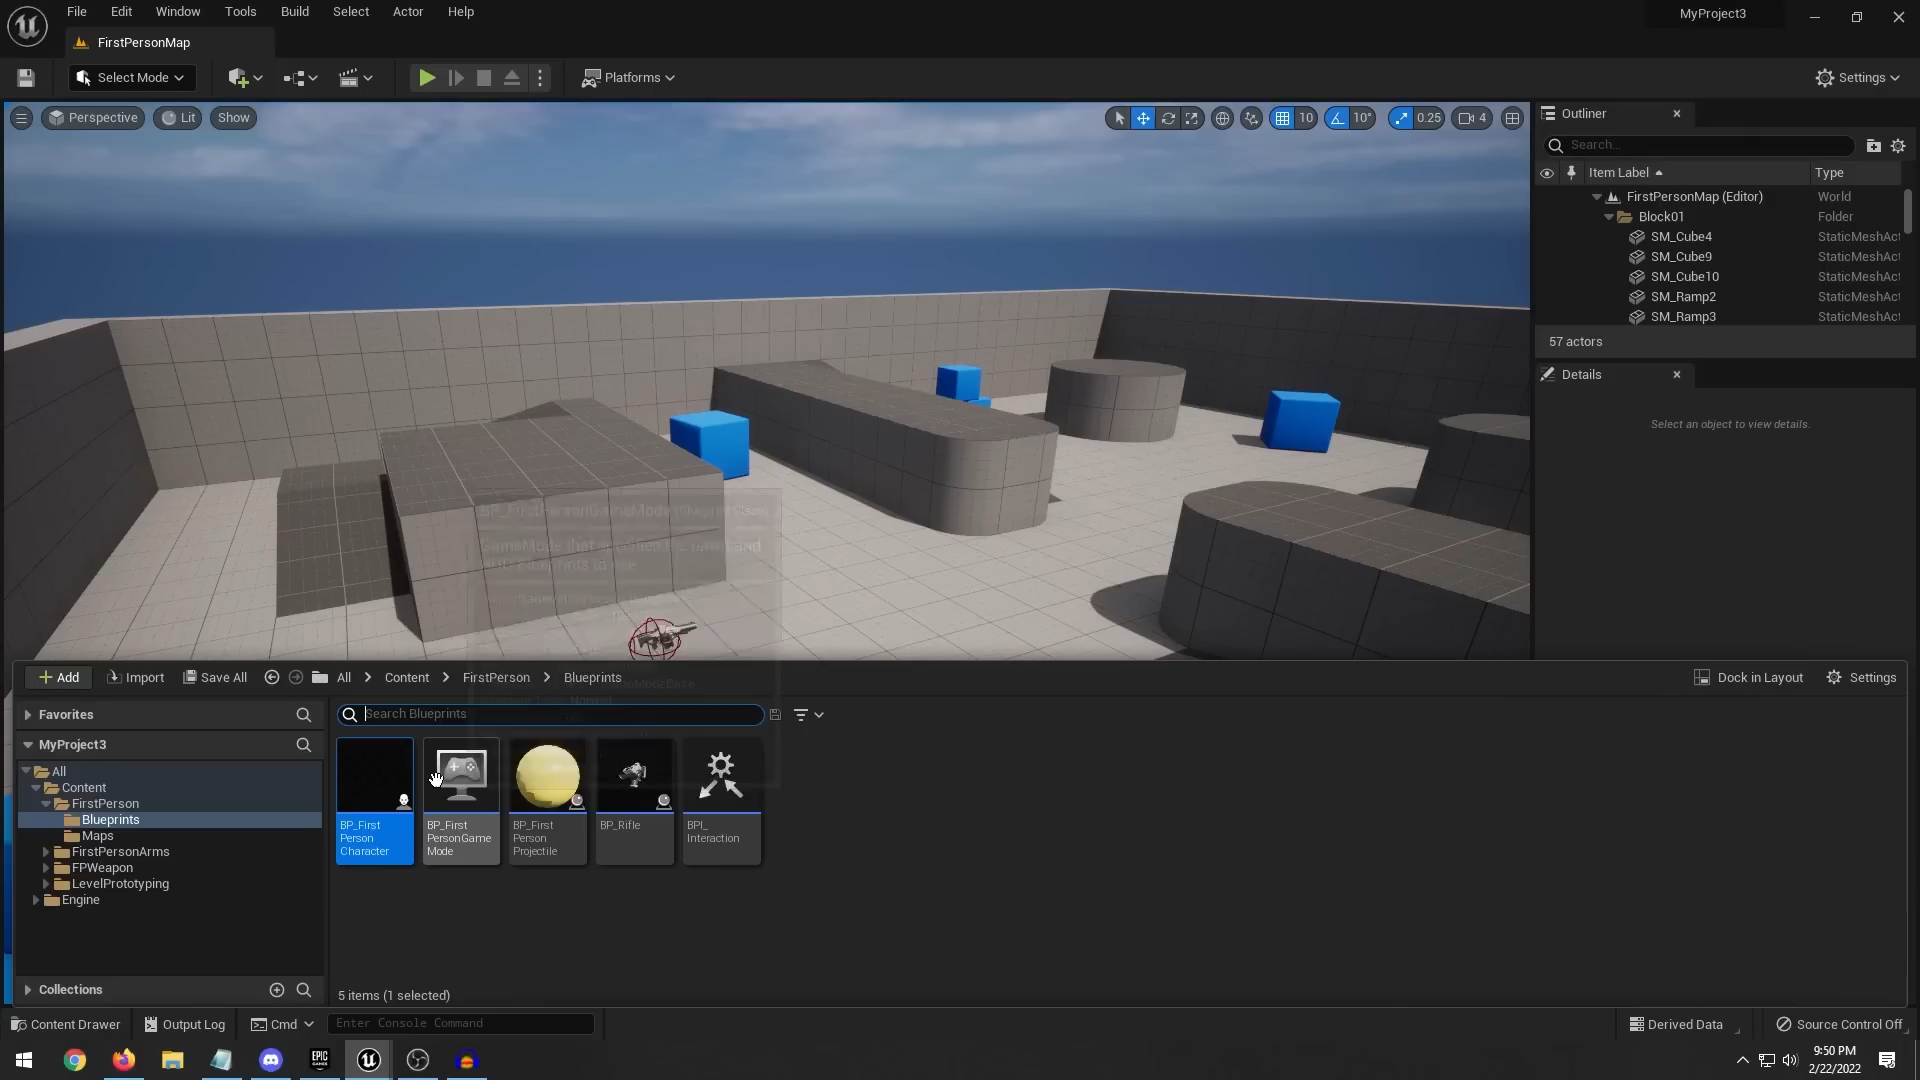 File Edit Window Tools Build Select Actor Help
MyProject3
FirstPersonMap
Select Mode
Platforms
Settings
Perspective Lit Show
10 10° 0.25 4
Outliner
Search...
Item Label Type
FirstPersonMap (Editor) World
Block01 Folder
SM_Cube4 StaticMeshAct
SM_Cube9 StaticMeshAct
SM_Cube10 StaticMeshAct
SM_Ramp2 StaticMeshAct
SM_Ramp3 StaticMeshAct
57 actors
Details
Select an object to view details.
Add Import Save All All Content FirstPerson Blueprints
Dock in Layout Settings
Favorites
MyProject3
All
Content
FirstPerson
Blueprints
Maps
FirstPersonArms
FPWeapon
LevelPrototyping
Engine
Collections
Search Blueprints
BP_First
Person
Character
BP_First
PersonGame
Mode
BP_First
Person
Projectile
BP_Rifle
BPI_
Interaction
5 items (1 selected)
Content Drawer Output Log Cmd Enter Console Command
Derived Data Source Control Off
EPIC
GAMES
9:50 PM
2/22/2022